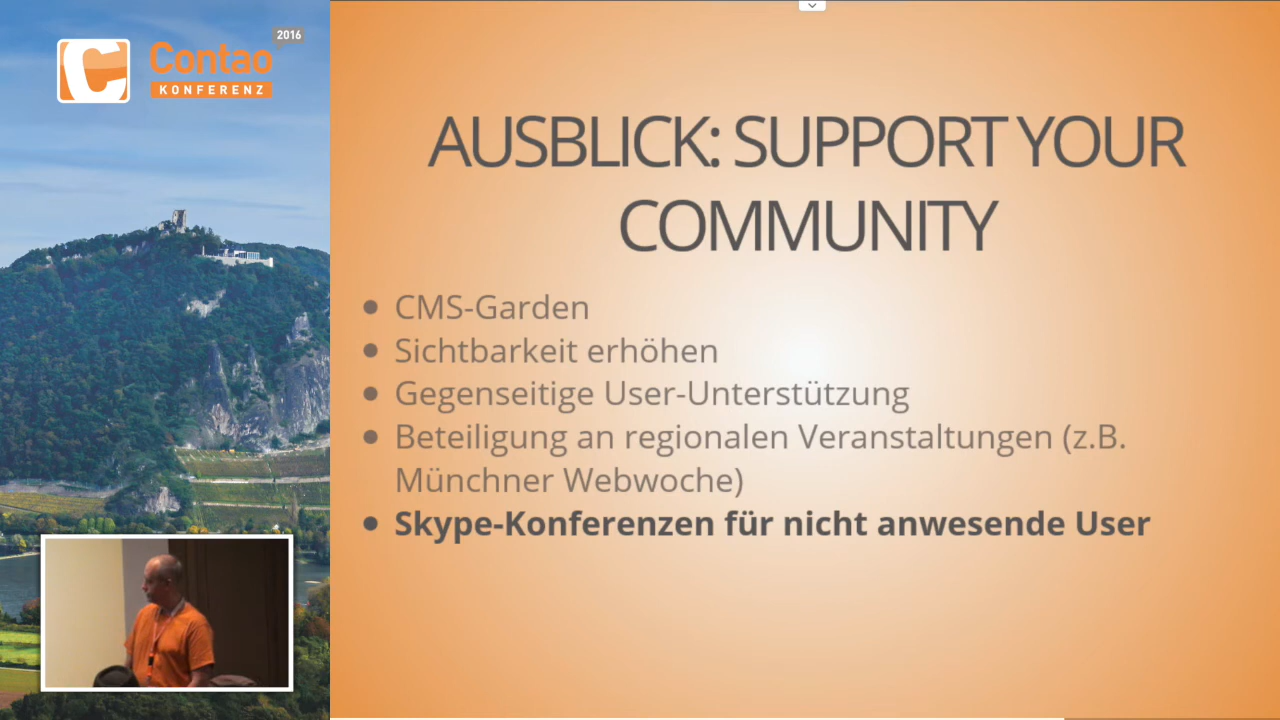 2016
Contao
KONFERENZ
AUSBLICK: SUPPORT YOUR
COMMUNITY
CMS-Garden
Sichtbarkeit erhöhen
Gegenseitige User-Unterstützung
Beteiligung an regionalen Veranstaltungen (z.B.
Münchner Webwoche)
Skype-Konferenzen für nicht anwesende User